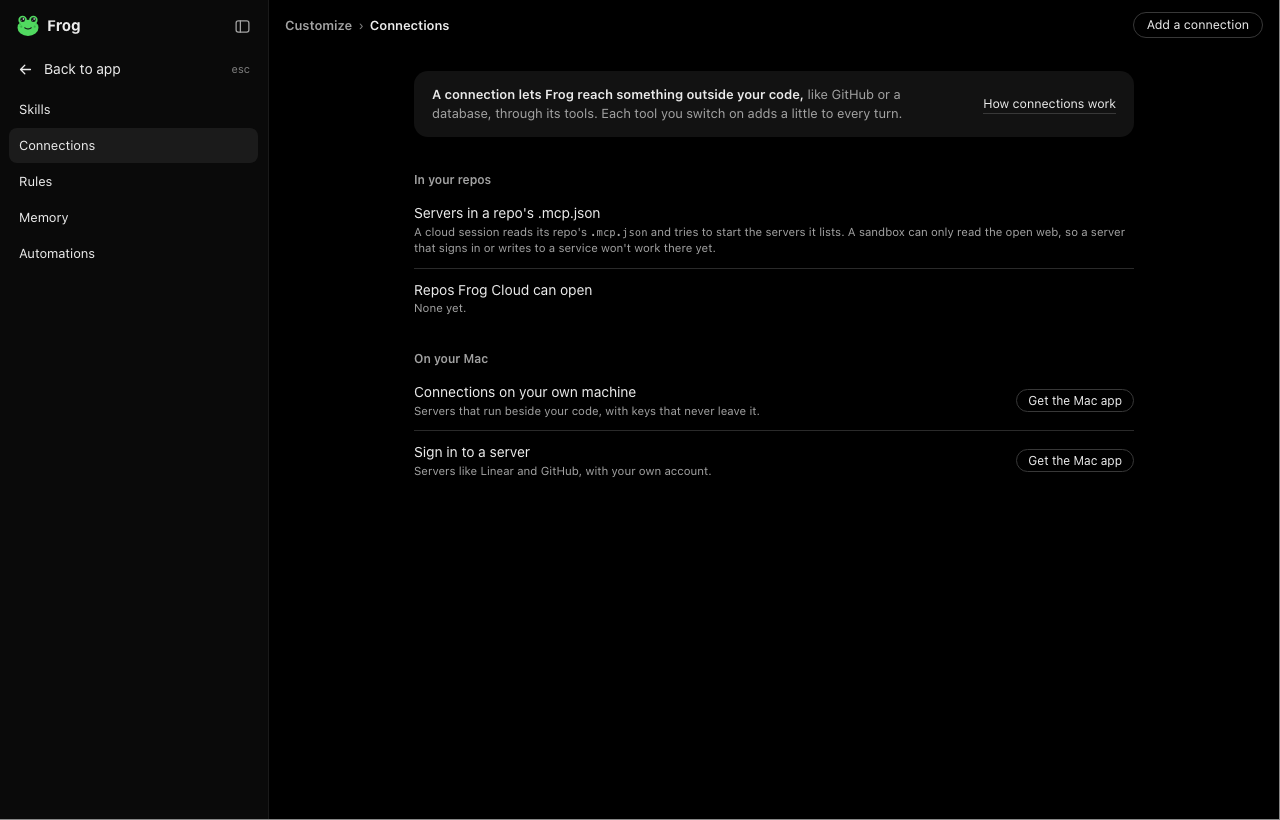 Frog
Back to app
esc
Skills
Connections
Rules
Memory
Automations
Customize › Connections
Add a connection
A connection lets Frog reach something outside your code, like GitHub or a
database, through its tools. Each tool you switch on adds a little to every turn.
How connections work
In your repos
Servers in a repo's .mcp.json
A cloud session reads its repo's .mcp.json and tries to start the servers it lists. A sandbox can only read the open web, so a server
that signs in or writes to a service won't work there yet.
Repos Frog Cloud can open
None yet.
On your Mac
Connections on your own machine
Servers that run beside your code, with keys that never leave it.
Get the Mac app
Sign in to a server
Servers like Linear and GitHub, with your own account.
Get the Mac app